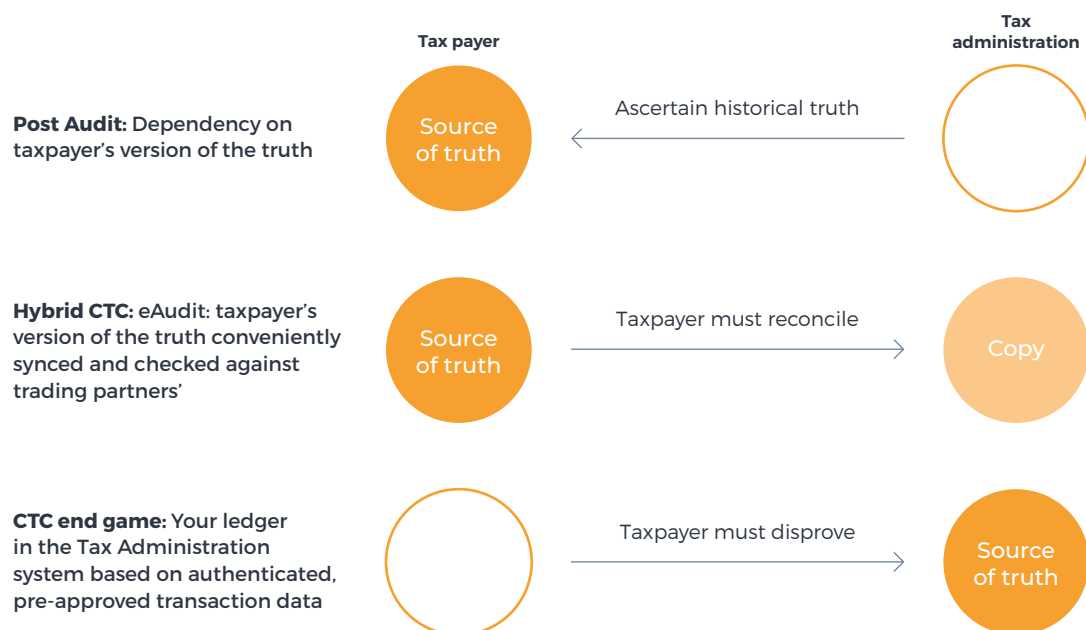 Tax payer
Tax
administration
Post Audit: Dependency on
taxpayer’s version of the truth
Source
of truth
Ascertain historical truth
Hybrid CTC: eAudit: taxpayer’s
version of the truth conveniently
synced and checked against
trading partners’
Source
of truth
Taxpayer must reconcile
Copy
CTC end game: Your ledger
in the Tax Administration
system based on authenticated,
pre-approved transaction data
Taxpayer must disprove
Source
of truth